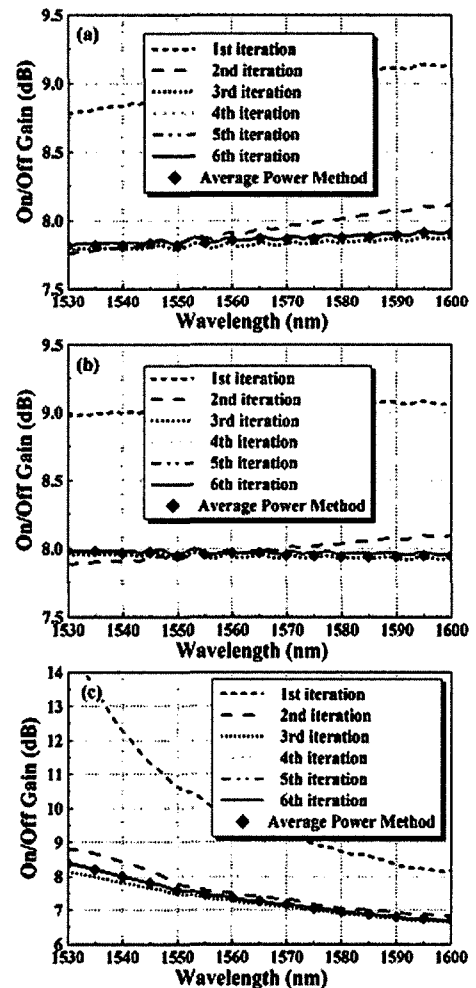 (a)
1st iteration
2nd iteration
3rd iteration
4th iteration
5th iteration
6th iteration
Average Power Method
On/Off Gain (dB)
9.5
9.0
8.5
8.0
7.5
1530 1540 1550 1560 1570 1580 1590 1600
Wavelength (nm)
(b)
1st iteration
2nd iteration
3rd iteration
4th iteration
5th iteration
6th iteration
Average Power Method
On/Off Gain (dB)
9.5
9.0
8.5
8.0
7.5
1530 1540 1550 1560 1570 1580 1590 1600
Wavelength (nm)
(c)
1st iteration
2nd iteration
3rd iteration
4th iteration
5th iteration
6th iteration
Average Power Method
On/Off Gain (dB)
14
13
12
11
10
9
8
7
6
1530 1540 1550 1560 1570 1580 1590 1600
Wavelength (nm)